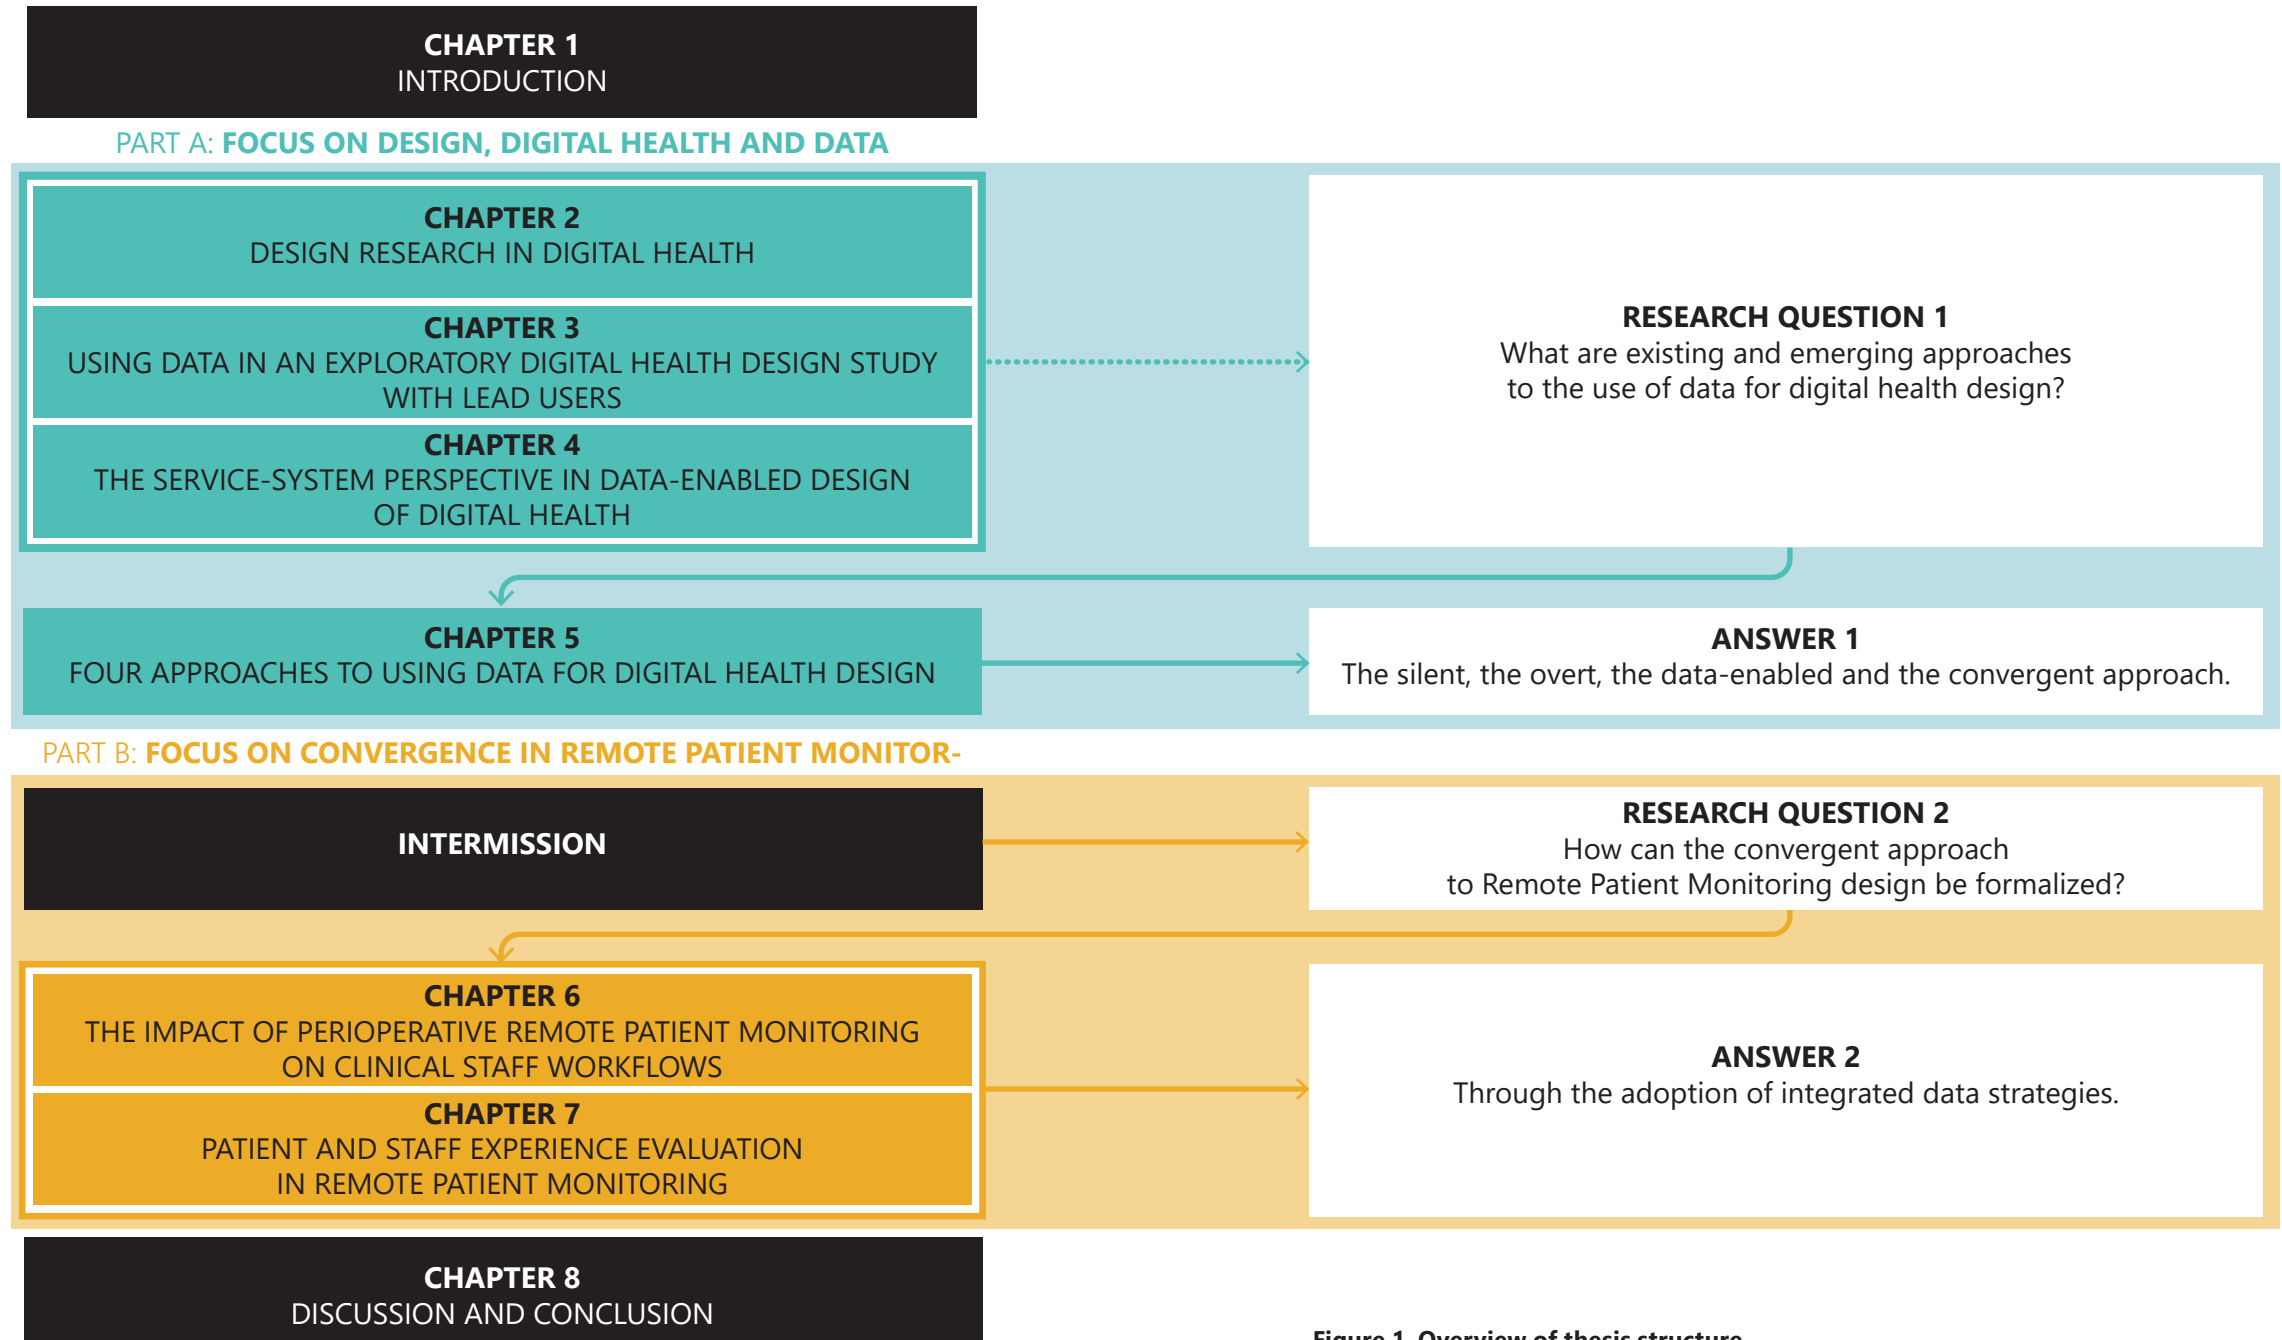 CHAPTER 1
INTRODUCTION
PART A: FOCUS ON DESIGN, DIGITAL HEALTH AND DATA
CHAPTER 2
DESIGN RESEARCH IN DIGITAL HEALTH
CHAPTER 3
USING DATA IN AN EXPLORATORY DIGITAL HEALTH DESIGN STUDY
WITH LEAD USERS
CHAPTER 4
THE SERVICE-SYSTEM PERSPECTIVE IN DATA-ENABLED DESIGN
OF DIGITAL HEALTH
RESEARCH QUESTION 1
What are existing and emerging approaches
to the use of data for digital health design?
CHAPTER 5
FOUR APPROACHES TO USING DATA FOR DIGITAL HEALTH DESIGN
ANSWER 1
The silent, the overt, the data-enabled and the convergent approach.
PART B: FOCUS ON CONVERGENCE IN REMOTE PATIENT MONITOR-
INTERMISSION
RESEARCH QUESTION 2
How can the convergent approach
to Remote Patient Monitoring design be formalized?
CHAPTER 6
THE IMPACT OF PERIOPERATIVE REMOTE PATIENT MONITORING
ON CLINICAL STAFF WORKFLOWS
CHAPTER 7
PATIENT AND STAFF EXPERIENCE EVALUATION
IN REMOTE PATIENT MONITORING
ANSWER 2
Through the adoption of integrated data strategies.
CHAPTER 8
DISCUSSION AND CONCLUSION
Figure 1. Overview of thesis structure